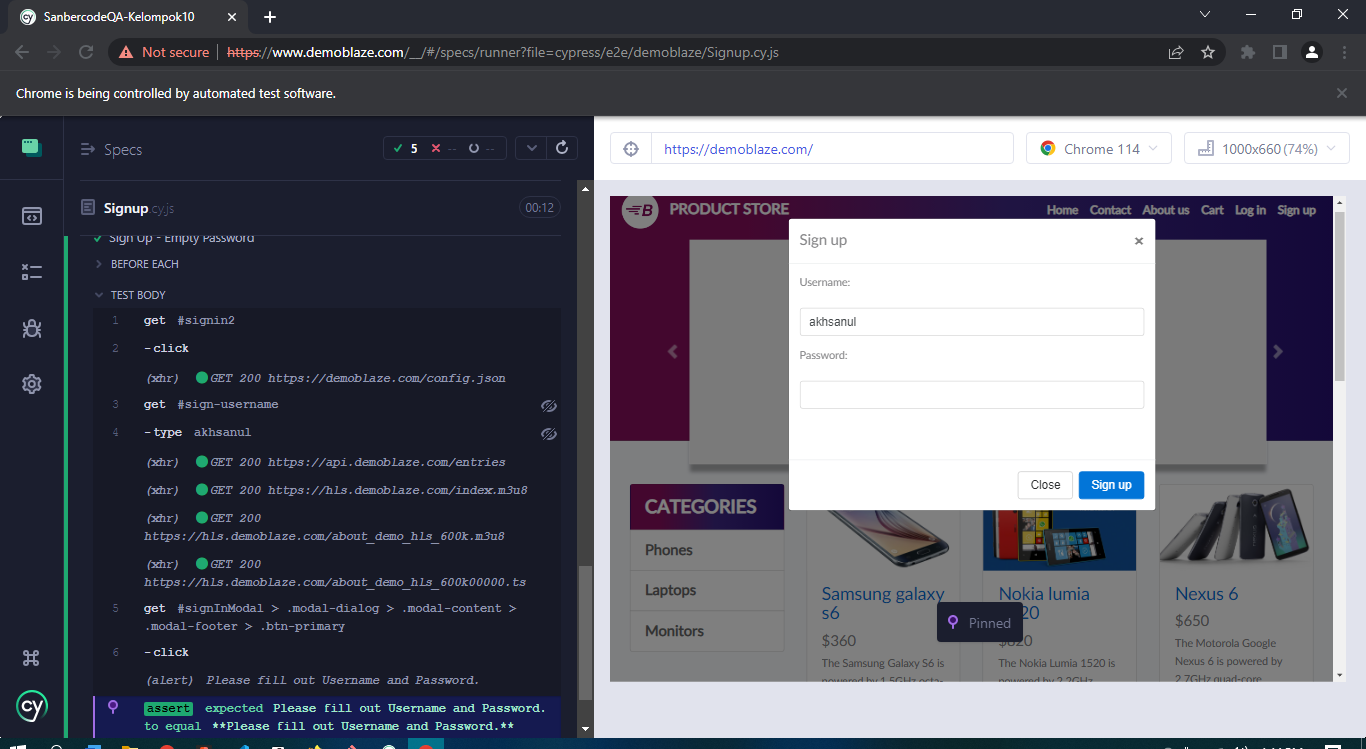 SanbercodeQA-Kelompok10
Not secure
https://www.demoblaze.com/__/#/specs/runner?file=cypress/e2e/demoblaze/Signup.cy.js
Chrome is being controlled by automated test software.
Specs
5 -- --
Signup.cy.js
00:12
Sign Up - Empty Password
BEFORE EACH
TEST BODY
1 get #signin2
2 -click
(xhr) GET 200 https://demoblaze.com/config.json
3 get #sign-username
4 -type akhsanul
(xhr) GET 200 https://api.demoblaze.com/entries
(xhr) GET 200 https://hls.demoblaze.com/index.m3u8
(xhr) GET 200
https://hls.demoblaze.com/about_demo_hls_600k.m3u8
(xhr) GET 200
https://hls.demoblaze.com/about_demo_hls_600k00000.ts
5 get #signInModal > .modal-dialog > .modal-content >
.modal-footer > .btn-primary
6 -click
(alert) Please fill out Username and Password.
assert expected Please fill out Username and Password.
to equal **Please fill out Username and Password.**
cy
https://demoblaze.com/
Chrome 114
1000x660 (74%)
PRODUCT STORE
Home Contact About us Cart Log in Sign up
Sign up
×
Username:
akhsanul
Password:
Close
Sign up
CATEGORIES
Phones
Laptops
Monitors
Samsung galaxy
s6
$360
The Samsung Galaxy S6 is
powered by 1.5GHz octa-
Nokia lumia
The Nokia Lumia 1520 is
powered by 2.2GHz
Nexus 6
$650
The Motorola Google
Nexus 6 is powered by
2.7GHz quad-core
Pinned